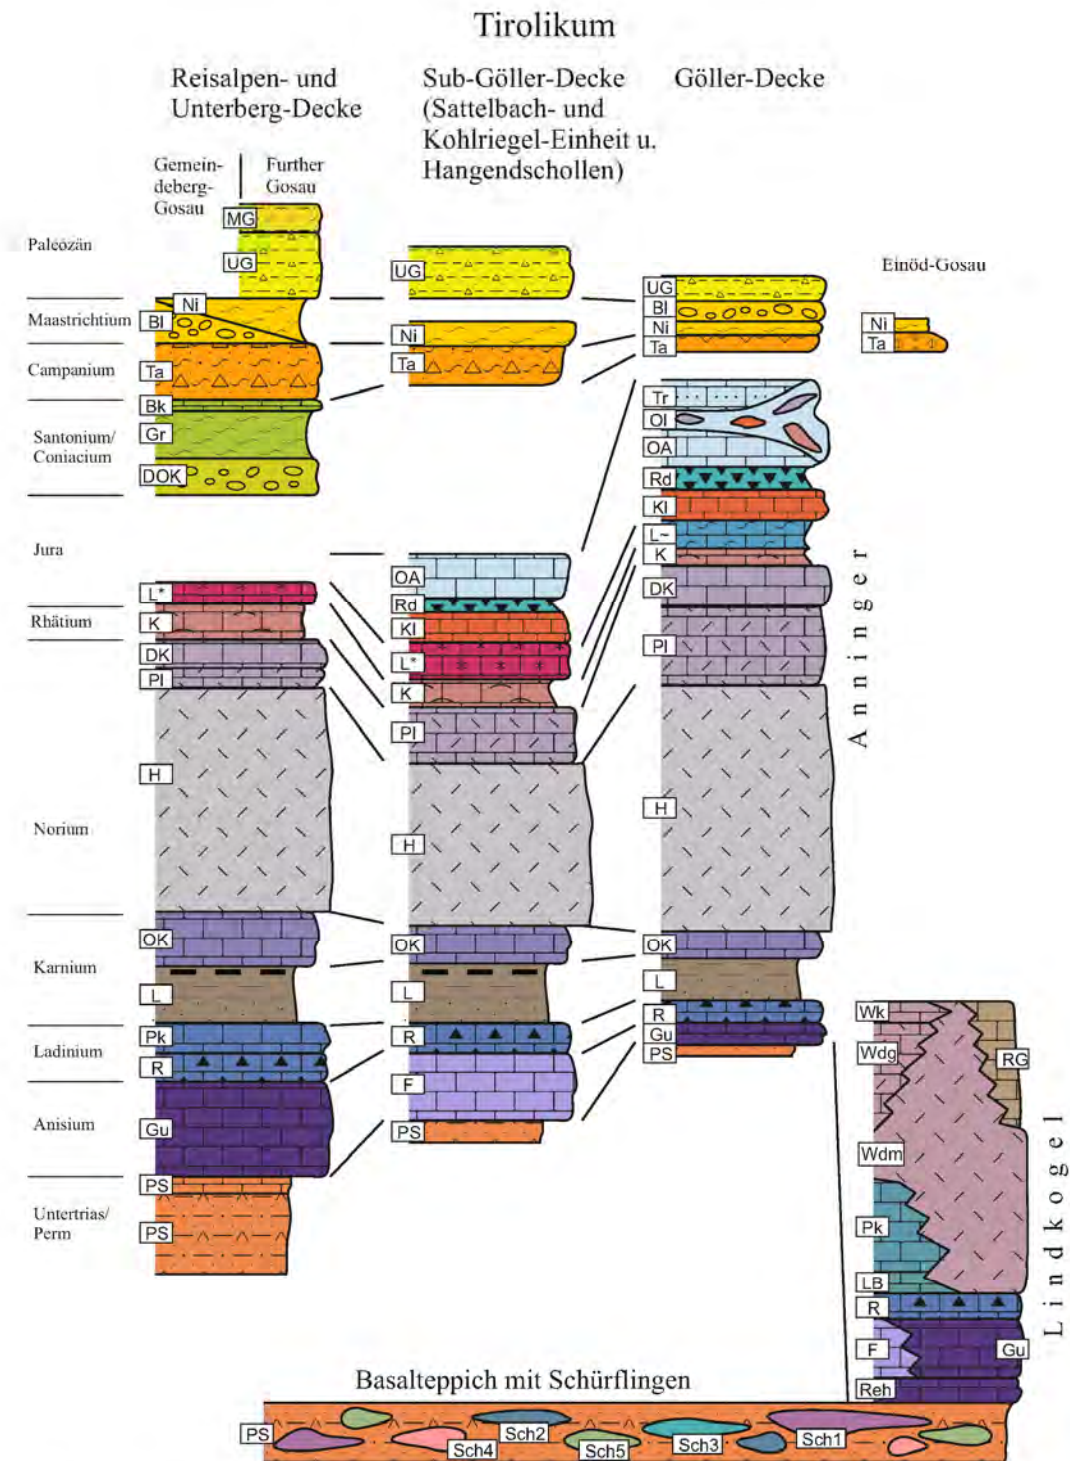 Tirolikum
Reisalpen- und
Unterberg-Decke
Sub-Göller-Decke
(Sattelbach- und
Kohlriegel-Einheit u.
Hangendschollen)
Göller-Decke
Gemein-
deberg-
Gosau
Further
Gosau
Einöd-Gosau
Paleozän
Maastrichtium
Campanium
Santonium/
Coniacium
Jura
Rhätium
Norium
Karnium
Ladinium
Anisium
Untertrias/
Perm
MG
UG
Ni
Bl
Ta
Bk
Gr
DOK
L*
K
DK
Pl
H
OK
L
Pk
R
Gu
PS
PS
UG
Ni
Ta
OA
Rd
Kl
L*
K
Pl
H
OK
L
R
F
PS
UG
Bl
Ni
Ta
Tr
Ol
OA
Rd
Kl
L~
K
DK
Pl
H
OK
L
R
Gu
PS
Anninger
Ni
Ta
Wk
Wdg
RG
Wdm
Pk
LB
R
F
Gu
Reh
Lindkogel
Basalteppich mit Schürflingen
PS
Sch4
Sch2
Sch5
Sch3
Sch1